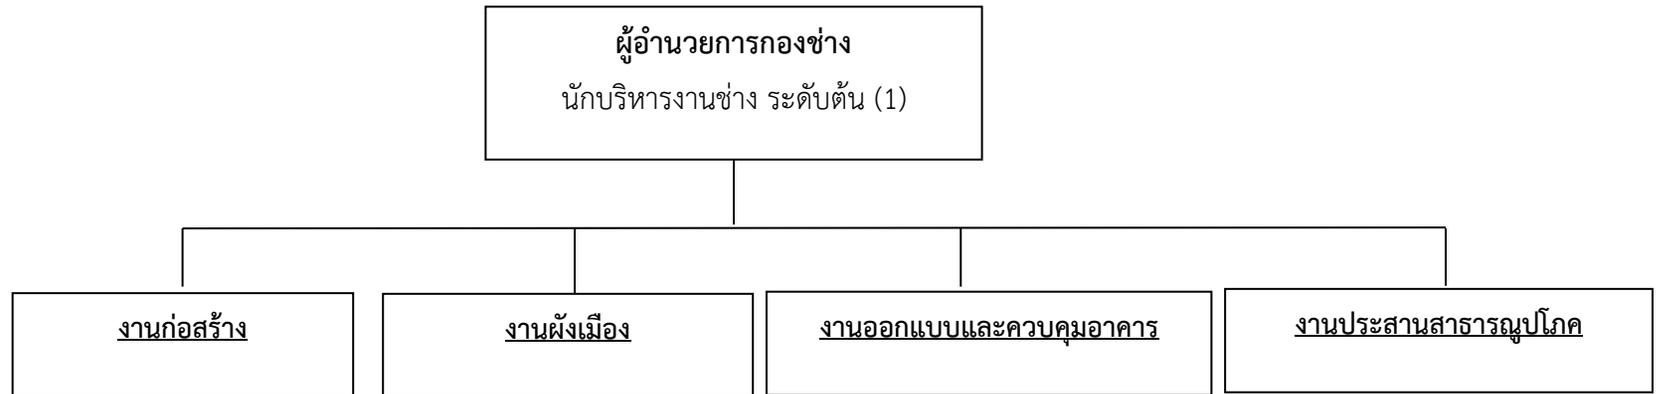 ผู้อำนวยการกองช่าง
นักบริหารงานช่าง ระดับต้น (1)
งานก่อสร้าง
งานผังเมือง
งานออกแบบและควบคุมอาคาร
งานประสานสาธารณูปโภค